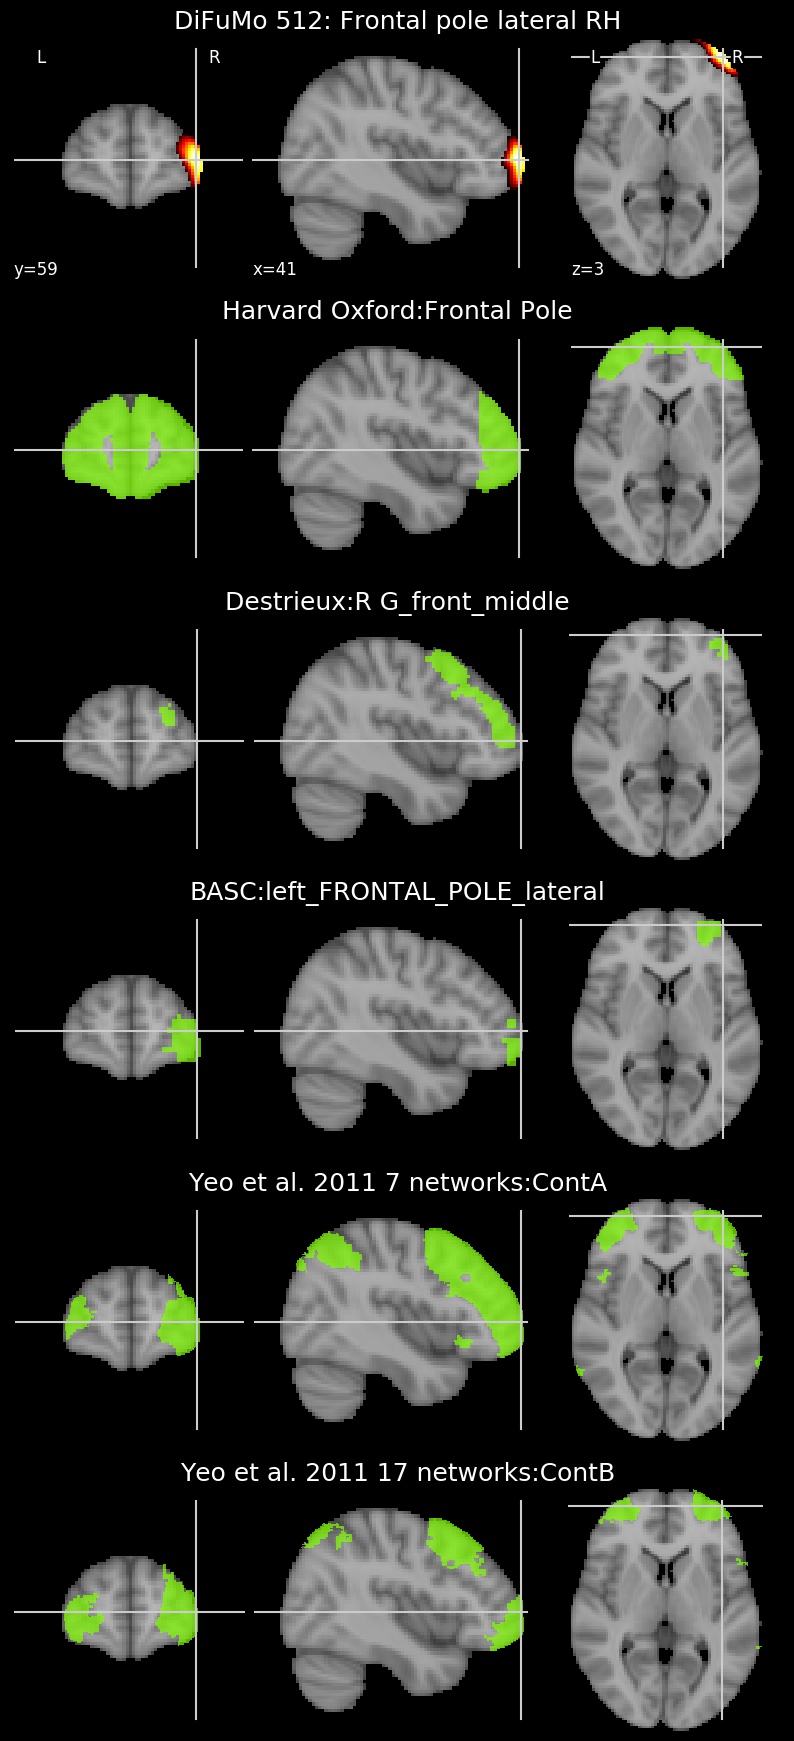 DiFuMo 512: Frontal pole lateral RH
L R L R
y=59 x=41 z=3
Harvard Oxford:Frontal Pole
Destrieux:R G_front_middle
BASC:left_FRONTAL_POLE_lateral
Yeo et al. 2011 7 networks:ContA
Yeo et al. 2011 17 networks:ContB